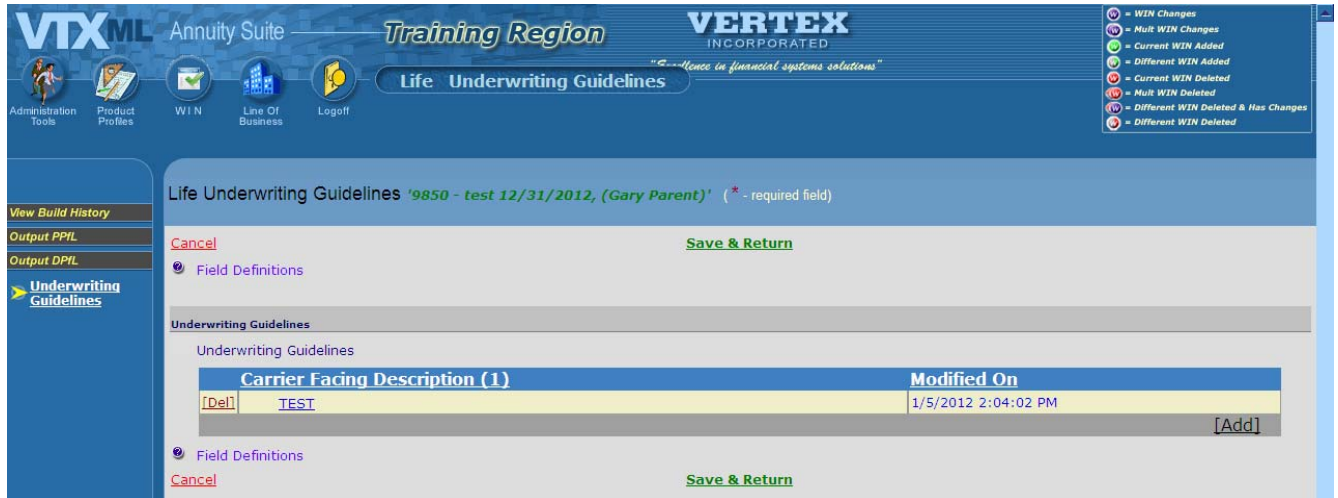 VTXML Annuity Suite
Training Region
VERTEX
INCORPORATED
"Excellence in financial systems solutions"
Life Underwriting Guidelines
Administration Tools
Product Profiles
WIN
Line Of Business
Logoff
W = WIN Changes
W = Mult WIN Changes
W = Current WIN Added
W = Different WIN Added
W = Current WIN Deleted
W = Mult WIN Deleted
W = Different WIN Deleted & Has Changes
W = Different WIN Deleted
View Build History
Output PPfL
Output DPfL
Underwriting
Guidelines
Life Underwriting Guidelines '9850 - test 12/31/2012, (Gary Parent)' ( * - required field)
Cancel Save & Return
? Field Definitions
Underwriting Guidelines
Underwriting Guidelines
Carrier Facing Description (1) Modified On
[Del] TEST 1/5/2012 2:04:02 PM
[Add]
? Field Definitions
Cancel Save & Return